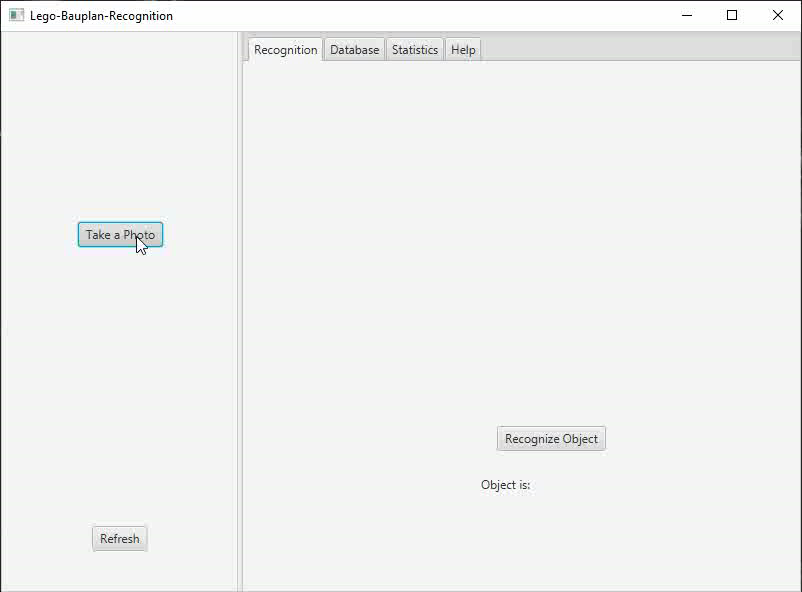 Lego-Bauplan-Recognition
Recognition Database Statistics Help
Take a Photo
Recognize Object
Object is:
Refresh